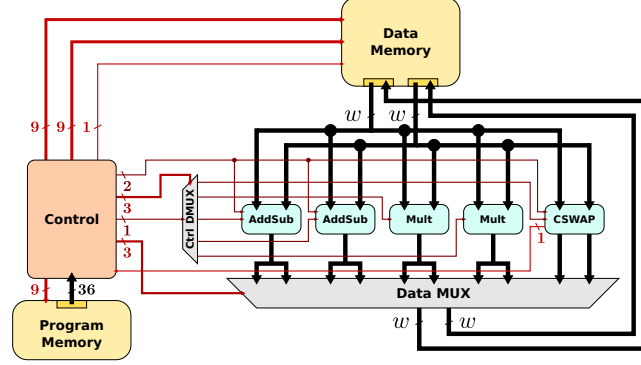 Data
Memory
w w
9 9 1
2
3
1
3
Control
Ctrl DMUX
AddSub
AddSub
Mult
Mult
CSWAP
1
9
36
Data MUX
w w
Program
Memory